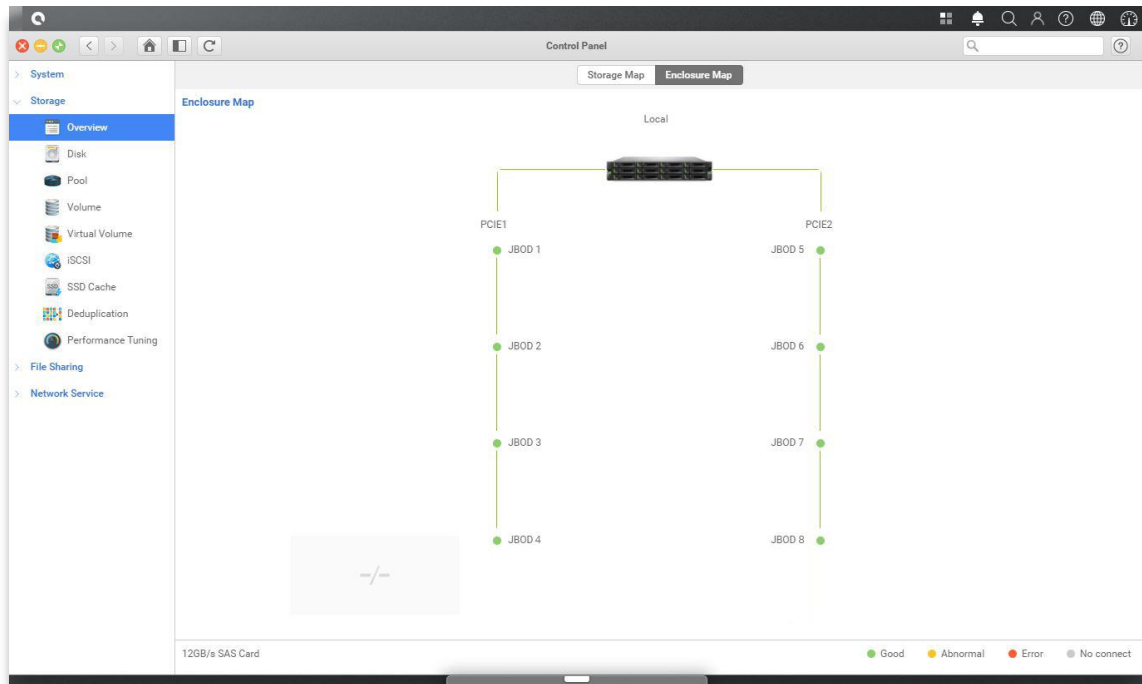 Control Panel
System
Storage
Overview
Disk
Pool
Volume
Virtual Volume
iSCSI
SSD Cache
Deduplication
Performance Tuning
File Sharing
Network Service
Storage Map Enclosure Map
Enclosure Map
Local
PCIE1 PCIE2
JBOD 1 JBOD 5
JBOD 2 JBOD 6
JBOD 3 JBOD 7
JBOD 4 JBOD 8
-/-
12GB/s SAS Card Good Abnormal Error No connect